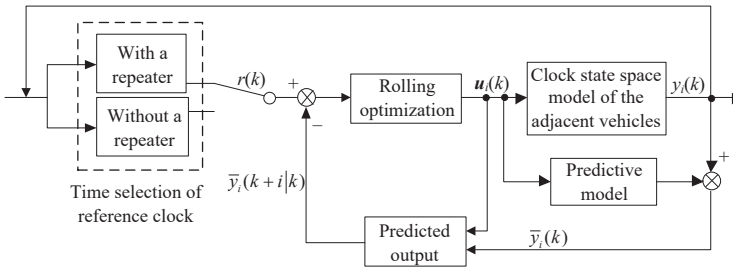 With a
repeater
Without a
repeater
Time selection of
reference clock
r(k)
+
−
Rolling
optimization
u_i(k)
Clock state space
model of the
adjacent vehicles
y_i(k)
+
Predictive
model
ȳ_i(k+i|k)
Predicted
output
ȳ_i(k)